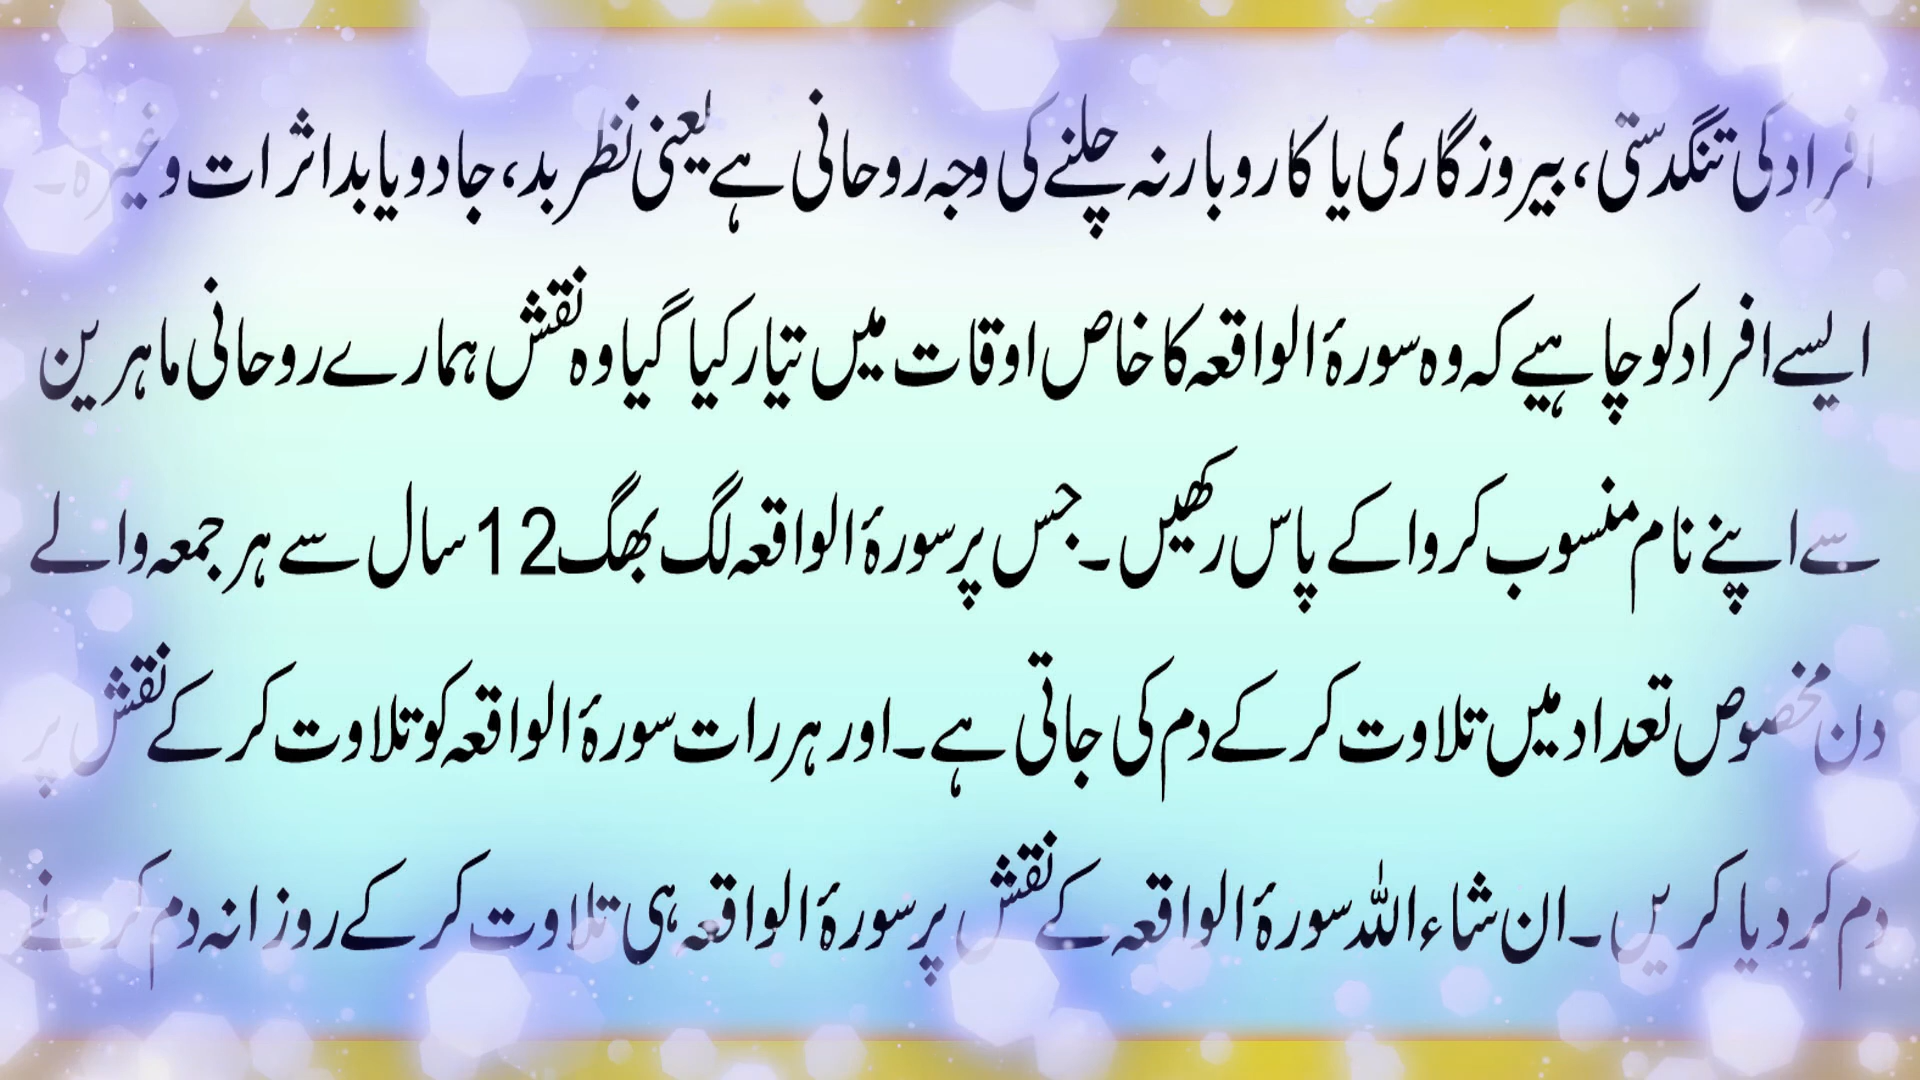 افراد کی تنگدستی، بیروزگاری یا کاروبار نہ چلنے کی وجہ روحانی ہے یعنی نظر بد، جادو یا بد اثرات وغیرہ۔
ایسے افراد کو چاہیے کہ وہ سورۂ الواقعہ کا خاص اوقات میں تیار کیا گیا وہ نقش ہمارے روحانی ماہرین
سے اپنے نام منسوب کروا کے پاس رکھیں۔ جس پر سورۂ الواقعہ لگ بھگ 12 سال سے ہر جمعہ والے
دن مخصوص تعداد میں تلاوت کر کے دم کی جاتی ہے۔ اور ہر رات سورۂ الواقعہ کو تلاوت کر کے نقش پر
دم کر دیا کریں۔ ان شاء اللہ سورۂ الواقعہ کے نقش پر سورۂ الواقعہ ہی تلاوت کر کے روزانہ دم کرنے